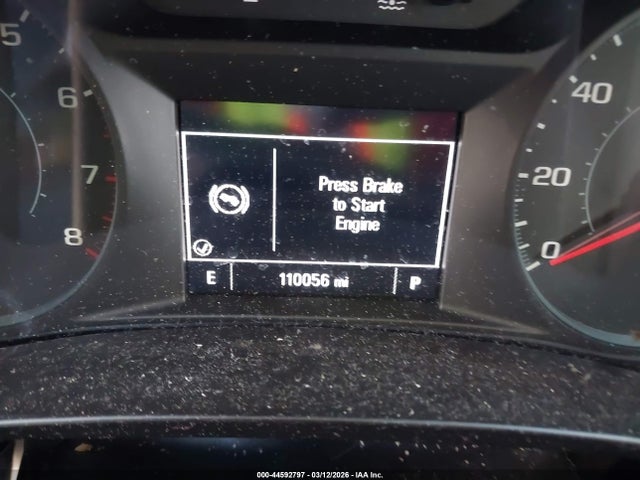 5
6
7
8
Press Brake
to Start
Engine
E 110056 mi P
40
20
0
000-44592797 - 03/12/2026 - IAA Inc.